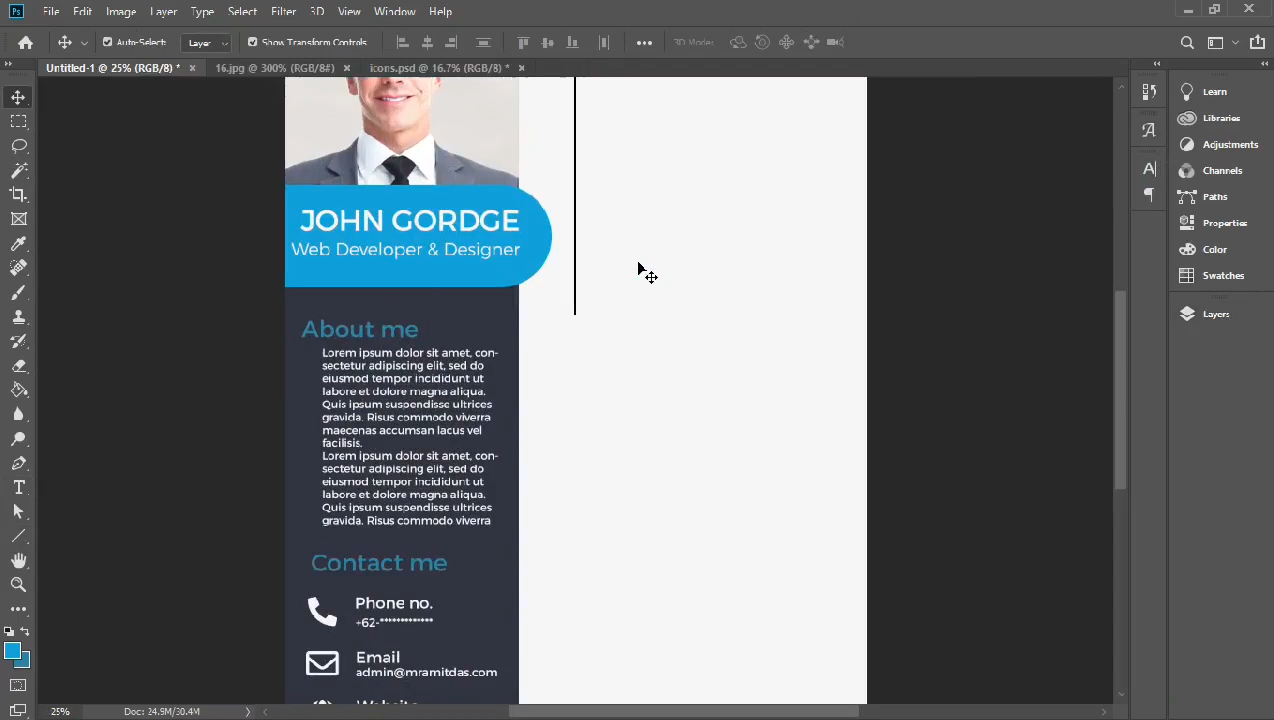 Ps File Edit Image Layer Type Select Filter 3D View Window Help
Auto-Select: Layer Show Transform Controls 3D Mode:
Untitled-1 @ 25% (RGB/8) * × 16.jpg @ 300% (RGB/8#) × icons.psd @ 16.7% (RGB/8) * ×
Learn
Libraries
Adjustments
Channels
Paths
Properties
Color
Swatches
Layers
JOHN GORDGE
Web Developer & Designer
About me
Lorem ipsum dolor sit amet, con-
sectetur adipiscing elit, sed do
eiusmod tempor incididunt ut
labore et dolore magna aliqua.
Quis ipsum suspendisse ultrices
gravida. Risus commodo viverra
maecenas accumsan lacus vel
facilisis.
Lorem ipsum dolor sit amet, con-
sectetur adipiscing elit, sed do
eiusmod tempor incididunt ut
labore et dolore magna aliqua.
Quis ipsum suspendisse ultrices
gravida. Risus commodo viverra
Contact me
Phone no.
+62-*************
Email
admin@mramitdas.com
25% Doc: 24.9M/30.4M